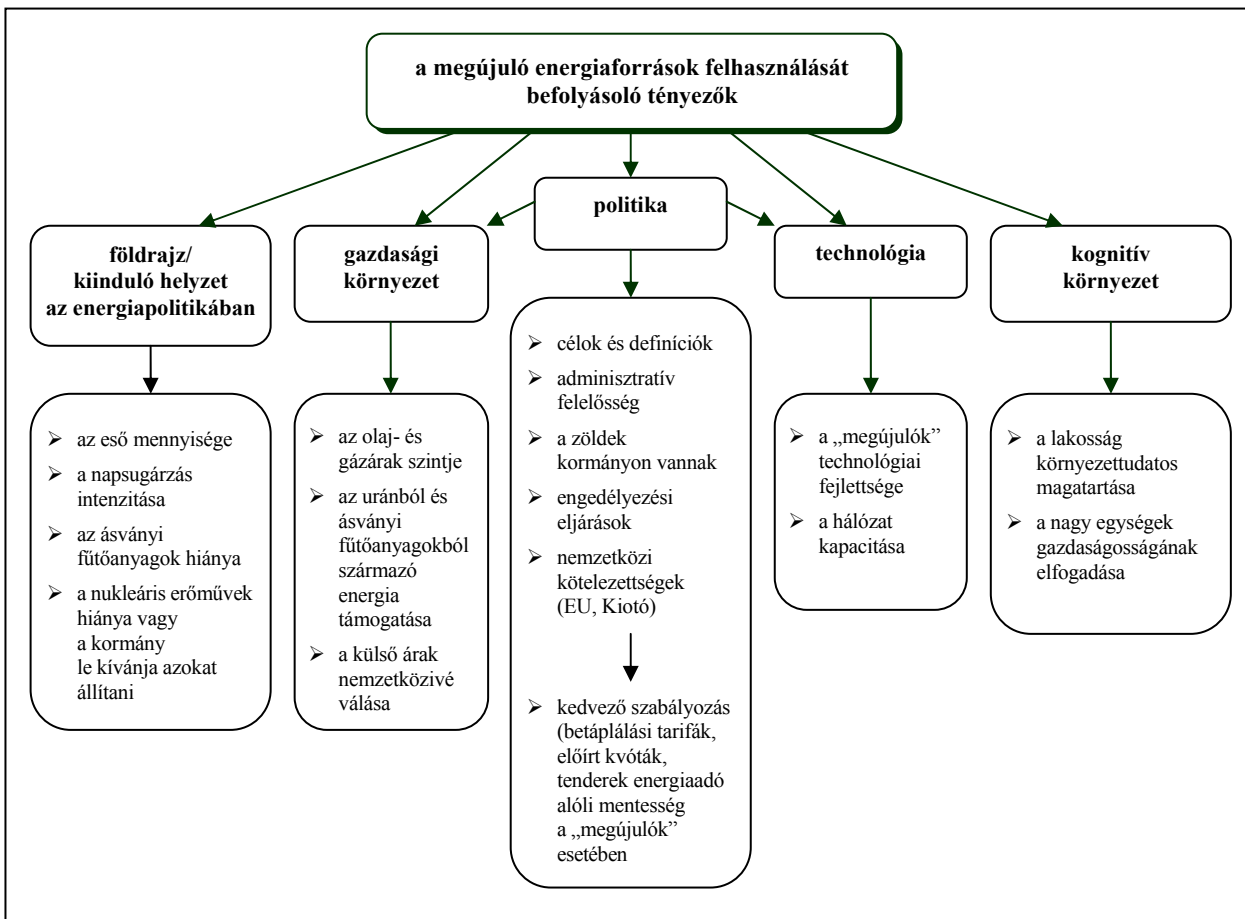 a megújuló energiaforrások felhasználását
befolyásoló tényezők
földrajz/
kiinduló helyzet
az energiapolitikában
gazdasági
környezet
politika
technológia
kognitív
környezet
➢ az eső mennyisége
➢ a napsugárzás
intenzitása
➢ az ásványi
fűtőanyagok hiánya
➢ a nukleáris erőművek
hiánya vagy
a kormány
le kívánja azokat
állítani
➢ az olaj- és
gázárak szintje
➢ az uránból és
ásványi
fűtőanyagokból
származó
energia
támogatása
➢ a külső árak
nemzetközivé
válása
➢ célok és definíciók
➢ adminisztratív
felelősség
➢ a zöldek
kormányon vannak
➢ engedélyezési
eljárások
➢ nemzetközi
kötelezettségek
(EU, Kiotó)
➢ kedvező szabályozás
(betáplálási tarifák,
előírt kvóták,
tenderek energiaadó
alóli mentesség
a „megújulók”
esetében
➢ a „megújulók”
technológiai
fejlettsége
➢ a hálózat
kapacitása
➢ a lakosság
környezettudatos
magatartása
➢ a nagy egységek
gazdaságosságának
elfogadása